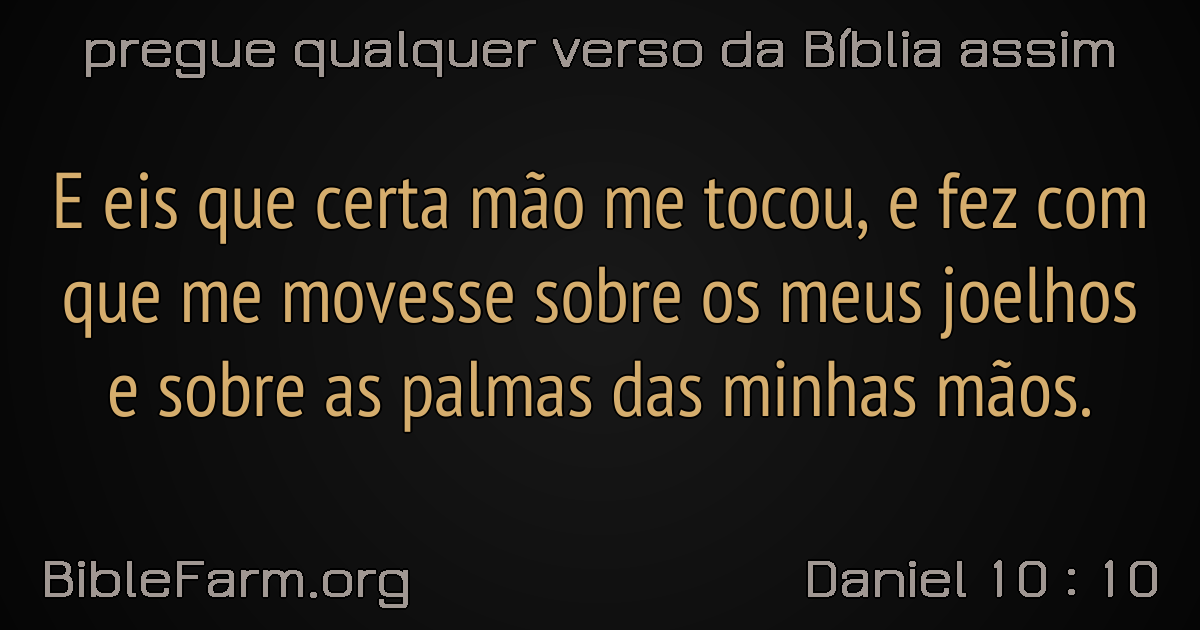 pregue qualquer verso da Bíblia assim
E eis que certa mão me tocou, e fez com
que me movesse sobre os meus joelhos
e sobre as palmas das minhas mãos.
BibleFarm.org
Daniel 10 : 10